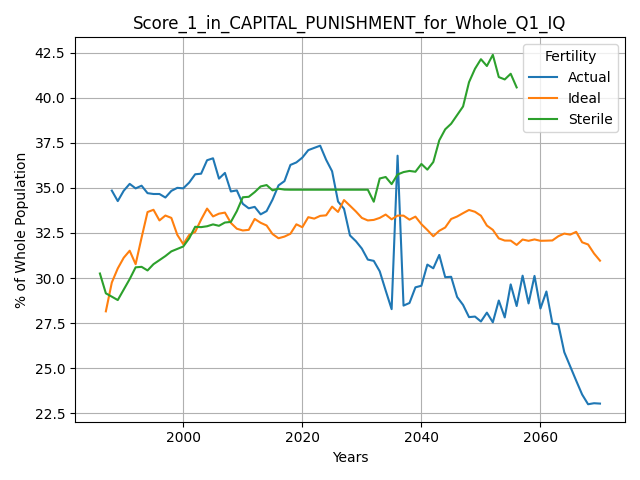 Score_1_in_CAPITAL_PUNISHMENT_for_Whole_Q1_IQ
Fertility
Actual
Ideal
Sterile
% of Whole Population
42.5
40.0
37.5
35.0
32.5
30.0
27.5
25.0
22.5
2000
2020
2040
2060
Years